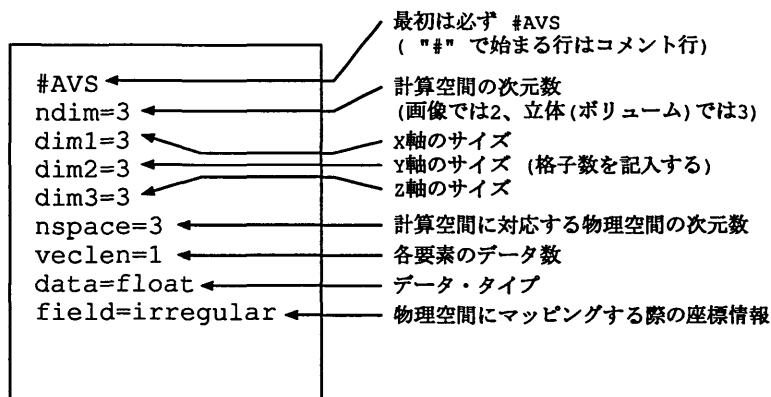 最初は必ず #AVS
( "#" で始まる行はコメント行)
#AVS
計算空間の次元数
ndim=3
(画像では2、立体(ボリューム)では3)
dim1=3
X軸のサイズ
dim2=3
Y軸のサイズ (格子数を記入する)
dim3=3
Z軸のサイズ
nspace=3
計算空間に対応する物理空間の次元数
veclen=1
各要素のデータ数
data=float
データ・タイプ
field=irregular
物理空間にマッピングする際の座標情報